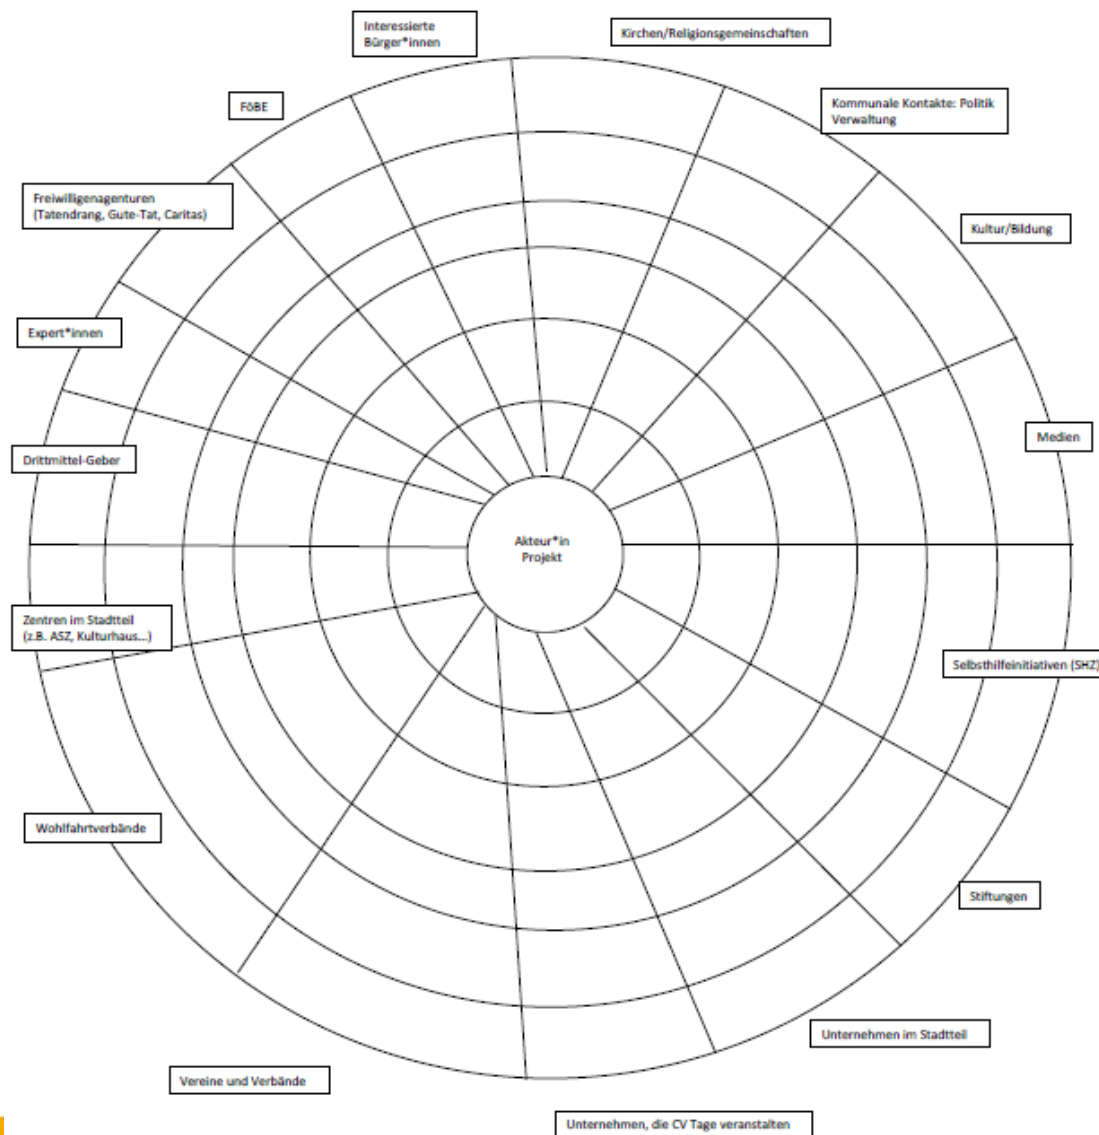 Interessierte
Bürger*innen
Kirchen/Religionsgemeinschaften
FöBE
Kommunale Kontakte: Politik
Verwaltung
Freiwilligenagenturen
(Tatendrang, Gute-Tat, Caritas)
Kultur/Bildung
Expert*innen
Medien
Drittmittel-Geber
Akteur*in
Projekt
Zentren im Stadtteil
(z.B. ASZ, Kulturhaus...)
Selbsthilfeinitiativen (SHZ)
Wohlfahrtverbände
Stiftungen
Unternehmen im Stadtteil
Vereine und Verbände
Unternehmen, die CV Tage veranstalten